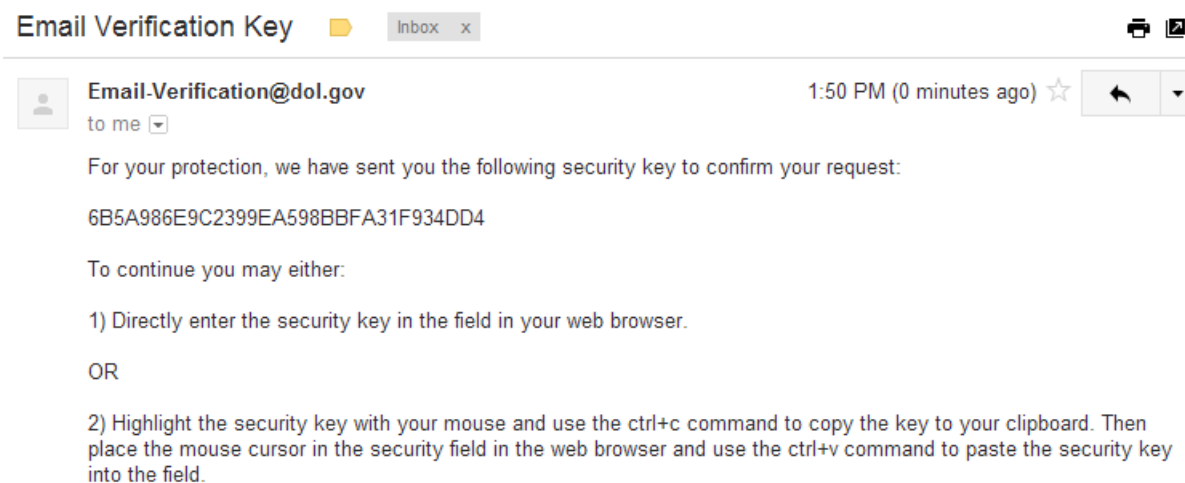 Email Verification Key
Inbox x
Email-Verification@dol.gov
1:50 PM (0 minutes ago)
to me
For your protection, we have sent you the following security key to confirm your request:
6B5A986E9C2399EA598BBFA31F934DD4
To continue you may either:
1) Directly enter the security key in the field in your web browser.
OR
2) Highlight the security key with your mouse and use the ctrl+c command to copy the key to your clipboard. Then
place the mouse cursor in the security field in the web browser and use the ctrl+v command to paste the security key
into the field.